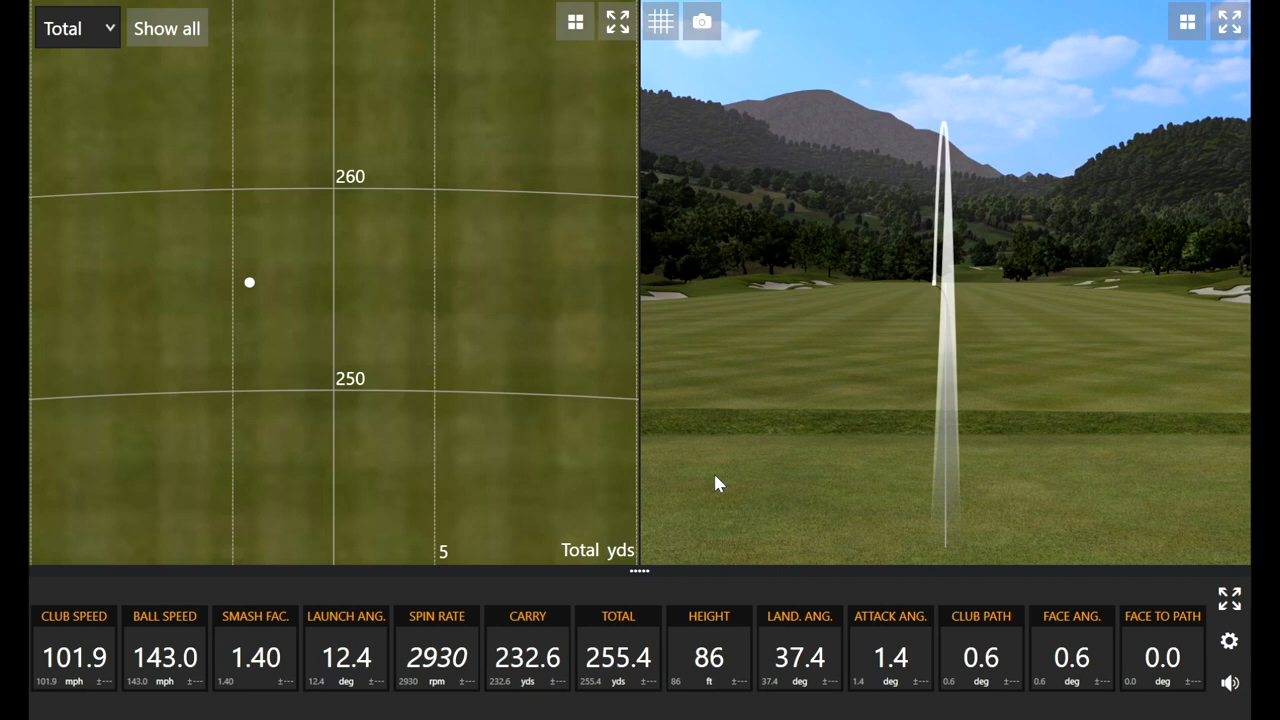 Total
Show all
260
250
5
Total yds
CLUB SPEED
101.9
101.9 mph ±---
BALL SPEED
143.0
143.0 mph ±---
SMASH FAC.
1.40
1.40
LAUNCH ANG.
12.4
12.4 deg ±---
SPIN RATE
2930
2930 rpm ±---
CARRY
232.6
232.6 yds ±---
TOTAL
255.4
255.4 yds ±---
HEIGHT
86
86 ft ±---
LAND. ANG.
37.4
37.4 deg ±---
ATTACK ANG.
1.4
1.4 deg ±---
CLUB PATH
0.6
0.6 deg ±---
FACE ANG.
0.6
0.6 deg ±---
FACE TO PATH
0.0
0.0 deg ±---